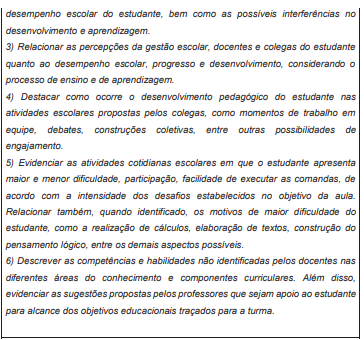 desempenho escolar do estudante, bem como as possíveis interferências no
desenvolvimento e aprendizagem.
3) Relacionar as percepções da gestão escolar, docentes e colegas do estudante
quanto ao desempenho escolar, progresso e desenvolvimento, considerando o
processo de ensino e de aprendizagem.
4) Destacar como ocorre o desenvolvimento pedagógico do estudante nas
atividades escolares propostas pelos colegas, como momentos de trabalho em
equipe, debates, construções coletivas, entre outras possibilidades de
engajamento.
5) Evidenciar as atividades cotidianas escolares em que o estudante apresenta
maior e menor dificuldade, participação, facilidade de executar as comandas, de
acordo com a intensidade dos desafios estabelecidos no objetivo da aula.
Relacionar também, quando identificado, os motivos de maior dificuldade do
estudante, como a realização de cálculos, elaboração de textos, construção do
pensamento lógico, entre os demais aspectos possíveis.
6) Descrever as competências e habilidades não identificadas pelos docentes nas
diferentes áreas do conhecimento e componentes curriculares. Além disso,
evidenciar as sugestões propostas pelos professores que sejam apoio ao estudante
para alcance dos objetivos educacionais traçados para a turma.